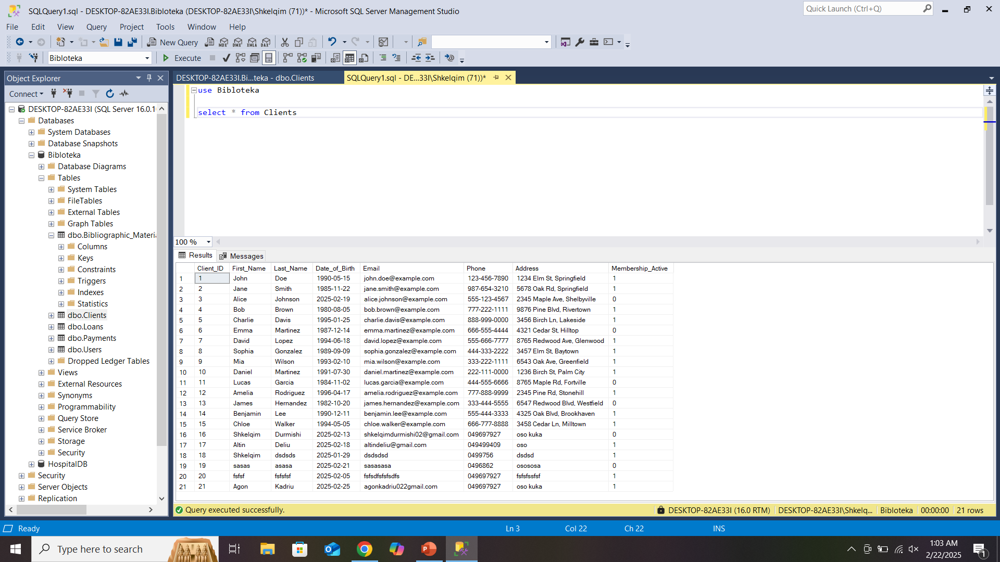 SQLQuery1.sql - DESKTOP-82AE33I.Bibloteka (DESKTOP-82AE33I\Shkelqim (71))* - Microsoft SQL Server Management Studio
Quick Launch (Ctrl+Q)
File Edit View Query Project Tools Window Help
New Query MDX DMX XMLA DAX
Bibloteka Execute
Object Explorer
Connect
DESKTOP-82AE33I (SQL Server 16.0.1
Databases
System Databases
Database Snapshots
Bibloteka
Database Diagrams
Tables
System Tables
FileTables
External Tables
Graph Tables
dbo.Bibliographic_Materi
Columns
Keys
Constraints
Triggers
Indexes
Statistics
dbo.Clients
dbo.Loans
dbo.Payments
dbo.Users
Dropped Ledger Tables
Views
External Resources
Synonyms
Programmability
Query Store
Service Broker
Storage
Security
HospitalDB
Security
Server Objects
Replication
DESKTOP-82AE33I.Bi...teka - dbo.Clients
SQLQuery1.sql - DE...33I\Shkelqim (71))*
use Bibloteka
select * from Clients
100 %
Results Messages
Client_ID First_Name Last_Name Date_of_Birth Email Phone Address Membership_Active
1 1 John Doe 1990-05-15 john.doe@example.com 123-456-7890 1234 Elm St, Springfield 1
2 2 Jane Smith 1985-11-22 jane.smith@example.com 987-654-3210 5678 Oak Rd, Springfield 1
3 3 Alice Johnson 2025-02-19 alice.johnson@example.com 555-123-4567 2345 Maple Ave, Shelbyville 0
4 4 Bob Brown 1980-08-05 bob.brown@example.com 777-222-1111 9876 Pine Blvd, Rivertown 1
5 5 Charlie Davis 1995-01-25 charlie.davis@example.com 888-999-0000 3456 Birch Ln, Lakeside 1
6 6 Emma Martinez 1987-12-14 emma.martinez@example.com 666-555-4444 4321 Cedar St, Hilltop 0
7 7 David Lopez 1994-06-18 david.lopez@example.com 555-666-7777 8765 Redwood Ave, Glenwood 1
8 8 Sophia Gonzalez 1989-09-09 sophia.gonzalez@example.com 444-333-2222 3457 Elm St, Baytown 1
9 9 Mia Wilson 1993-02-10 mia.wilson@example.com 333-222-1111 6543 Oak Ave, Greenfield 1
10 10 Daniel Martinez 1991-07-30 daniel.martinez@example.com 222-111-0000 1236 Birch St, Palm City 1
11 11 Lucas Garcia 1984-11-02 lucas.garcia@example.com 444-555-6666 8765 Maple Rd, Fortville 0
12 12 Amelia Rodriguez 1996-04-17 amelia.rodriguez@example.com 777-888-9999 2345 Pine Rd, Stonehill 1
13 13 James Hernandez 1982-10-20 james.hernandez@example.com 333-444-5555 6547 Redwood Blvd, Westfield 0
14 14 Benjamin Lee 1990-12-11 benjamin.lee@example.com 555-444-3333 4325 Oak Blvd, Brookhaven 1
15 15 Chloe Walker 1994-05-05 chloe.walker@example.com 666-777-8888 3458 Cedar Ln, Milltown 1
16 16 Shkelqim Durmishi 2025-02-13 shkelqimdurmishi02@gmail.com 049697927 oso kuka 0
17 17 Altin Deliu 2025-02-18 altindeliu@gmail.com 049499409 oso 1
18 18 Shkelqim dsdsds 2025-01-29 dsdsdsd 0499756 dsdsd 1
19 19 sasas asasa 2025-02-21 sasasasa 0496862 osososa 0
20 20 fsfsf fsfsfsf 2025-02-05 fsfsdfsfsfsdfs 049697927 fsfsfssfsf 1
21 21 Agon Kadriu 2025-02-25 agonkadriu022gmail.com 049697927 oso kuka 1
Query executed successfully. DESKTOP-82AE33I (16.0 RTM) DESKTOP-82AE33I\Shkelq... Bibloteka 00:00:00 21 rows
Ready Ln 3 Col 22 Ch 22 INS
Type here to search
1:03 AM
2/22/2025
1